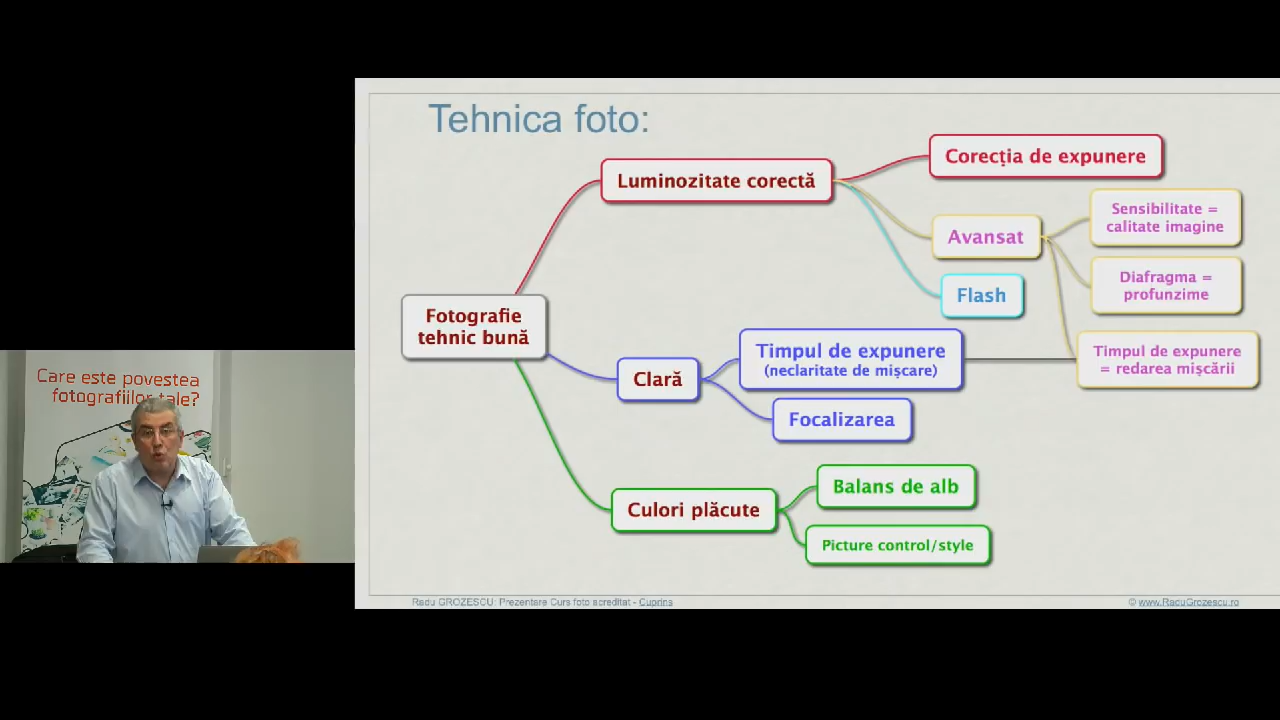 Tehnica foto:
Corecția de expunere
Luminozitate corectă
Sensibilitate =
calitate imagine
Avansat
Diafragma =
profunzime
Flash
Fotografie
tehnic bună
Timpul de expunere
(neclaritate de mișcare)
Timpul de expunere
= redarea mișcării
Clară
Focalizarea
Care este povestea
fotografiilor tale?
Balans de alb
Culori plăcute
Picture control/style
Radu GROZESCU: Prezentare Curs foto acreditat - Cuprins
© www.RaduGrozescu.ro